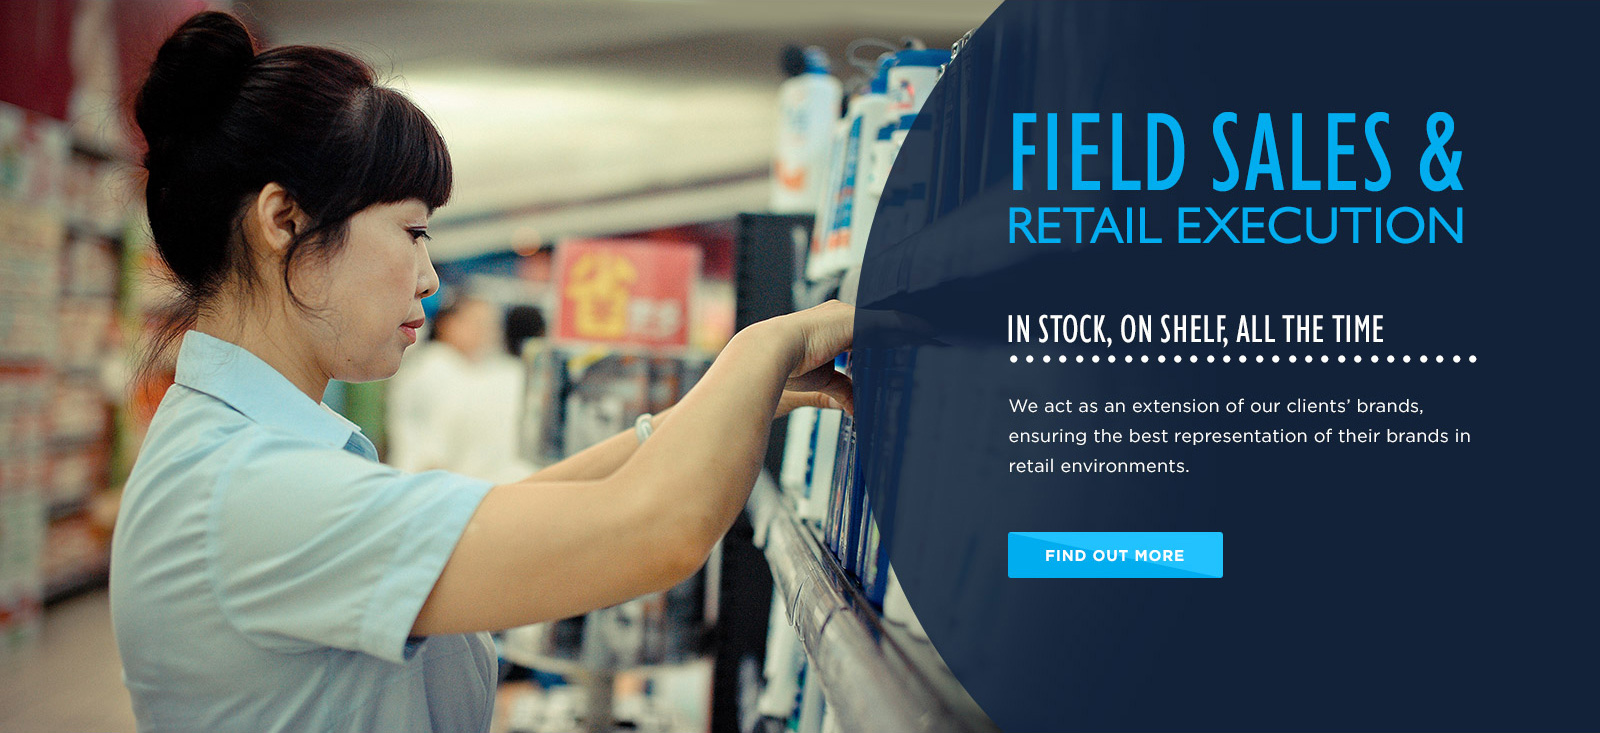 FIELD SALES &
RETAIL EXECUTION
IN STOCK, ON SHELF, ALL THE TIME
We act as an extension of our clients’ brands,
ensuring the best representation of their brands in
retail environments.
FIND OUT MORE
省